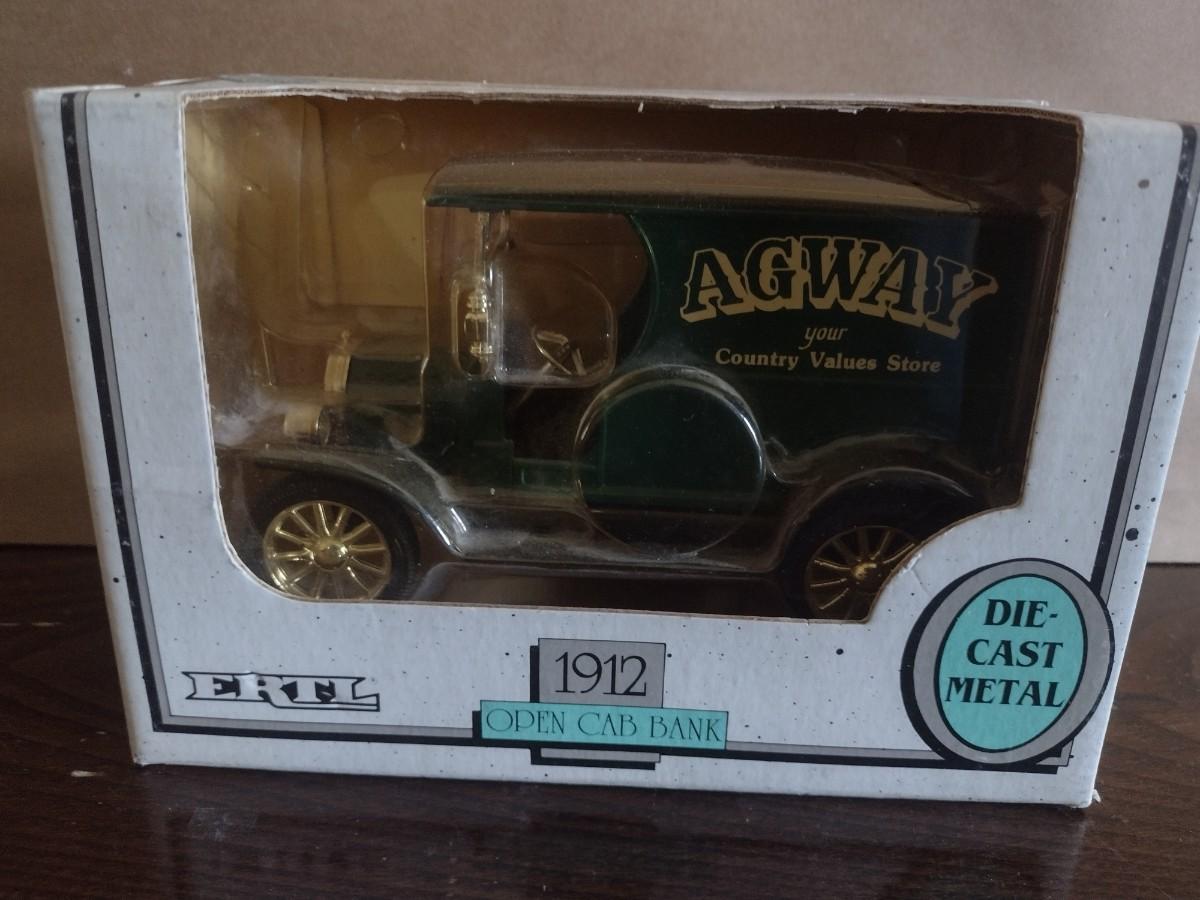 AGWAY
your
Country Values Store
ERTL
1912
OPEN CAB BANK
DIE-
CAST
METAL